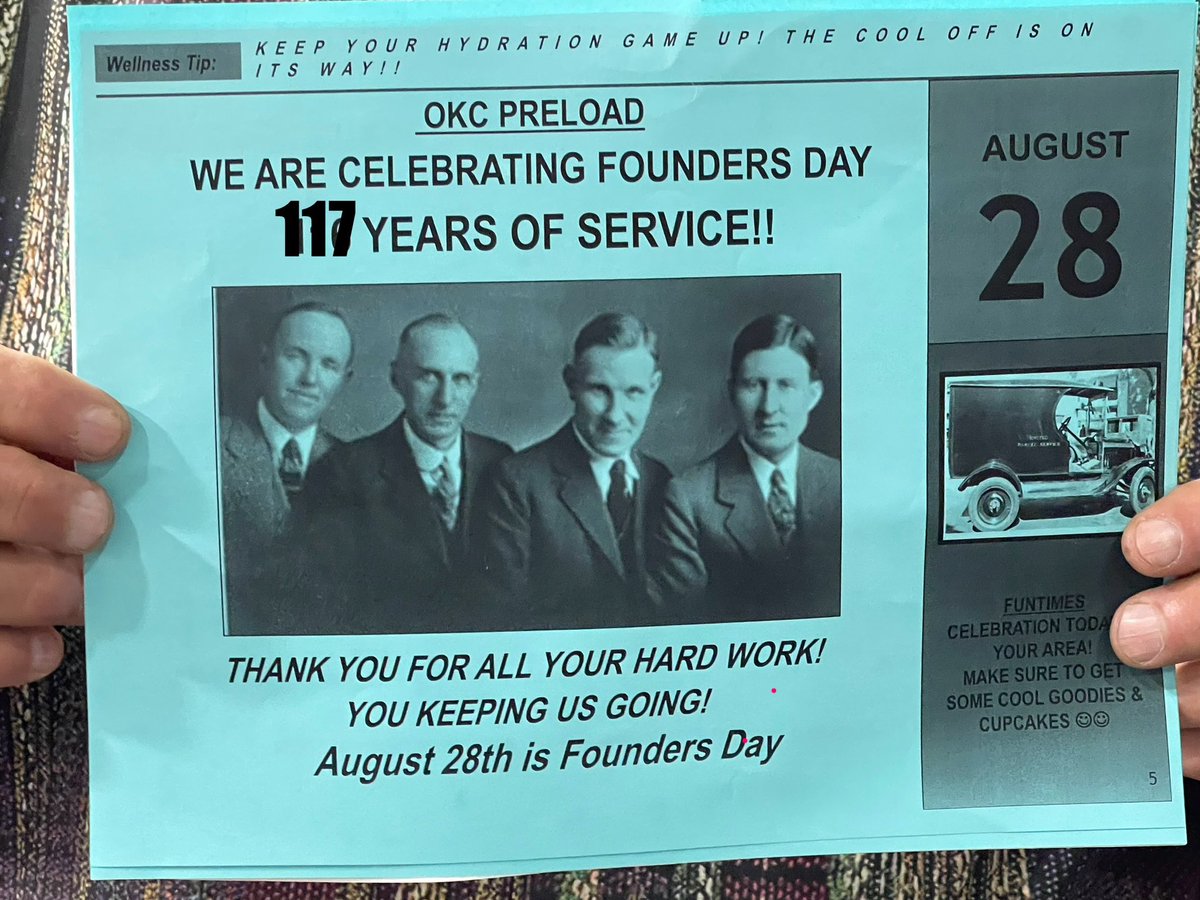 Wellness Tip:
KEEP YOUR HYDRATION GAME UP! THE COOL OFF IS ON
ITS WAY!!
OKC PRELOAD
WE ARE CELEBRATING FOUNDERS DAY
117 YEARS OF SERVICE!!
THANK YOU FOR ALL YOUR HARD WORK!
YOU KEEPING US GOING!
August 28th is Founders Day
AUGUST
28
FUNTIMES
CELEBRATION TODA
YOUR AREA!
MAKE SURE TO GET
SOME COOL GOODIES &
CUPCAKES ☺☺
5